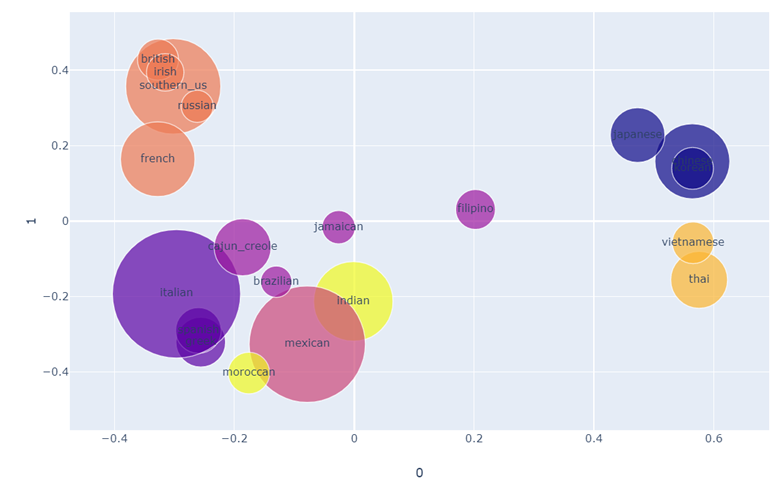 british
irish
southern_us
russian
french
japanese
filipino
jamaican
cajun_creole
vietnamese
brazilian
thai
italian
indian
mexican
moroccan
0.4
0.2
0
−0.2
−0.4
−0.4
−0.2
0
0.2
0.4
0.6
1
0